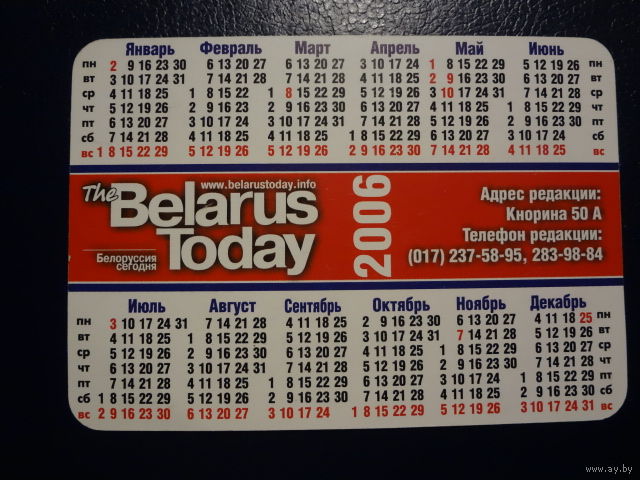 Январь Февраль Март Апрель Май Июнь
пн 2 9 16 23 30 6 13 20 27 6 13 20 27 3 10 17 24 1 8 15 22 29 5 12 19 26 пн
вт 3 10 17 24 31 7 14 21 28 7 14 21 28 4 11 18 25 2 9 16 23 30 6 13 20 27 вт
ср 4 11 18 25 1 8 15 22 1 8 15 22 29 5 12 19 26 3 10 17 24 31 7 14 21 28 ср
чт 5 12 19 26 2 9 16 23 2 9 16 23 30 6 13 20 27 4 11 18 25 1 8 15 22 29 чт
пт 6 13 20 27 3 10 17 24 3 10 17 24 31 7 14 21 28 5 12 19 26 2 9 16 23 30 пт
сб 7 14 21 28 4 11 18 25 4 11 18 25 1 8 15 22 29 6 13 20 27 3 10 17 24 сб
вс 1 8 15 22 29 5 12 19 26 5 12 19 26 2 9 16 23 30 7 14 21 28 4 11 18 25 вс
www.belarustoday.info
The Belarus
Today
Белоруссия
сегодня
2006
Адрес редакции:
Кнорина 50 А
Телефон редакции:
(017) 237-58-95, 283-98-84
Июль Август Сентябрь Октябрь Ноябрь Декабрь
пн 3 10 17 24 31 7 14 21 28 4 11 18 25 2 9 16 23 30 6 13 20 27 4 11 18 25 пн
вт 4 11 18 25 1 8 15 22 29 5 12 19 26 3 10 17 24 31 7 14 21 28 5 12 19 26 вт
ср 5 12 19 26 2 9 16 23 30 6 13 20 27 4 11 18 25 1 8 15 22 29 6 13 20 27 ср
чт 6 13 20 27 3 10 17 24 31 7 14 21 28 5 12 19 26 2 9 16 23 30 7 14 21 28 чт
пт 7 14 21 28 4 11 18 25 1 8 15 22 29 6 13 20 27 3 10 17 24 1 8 15 22 29 пт
сб 1 8 15 22 29 5 12 19 26 2 9 16 23 30 7 14 21 28 4 11 18 25 2 9 16 23 30 сб
вс 2 9 16 23 30 6 13 20 27 3 10 17 24 1 8 15 22 29 5 12 19 26 3 10 17 24 31 вс
www.ay.by